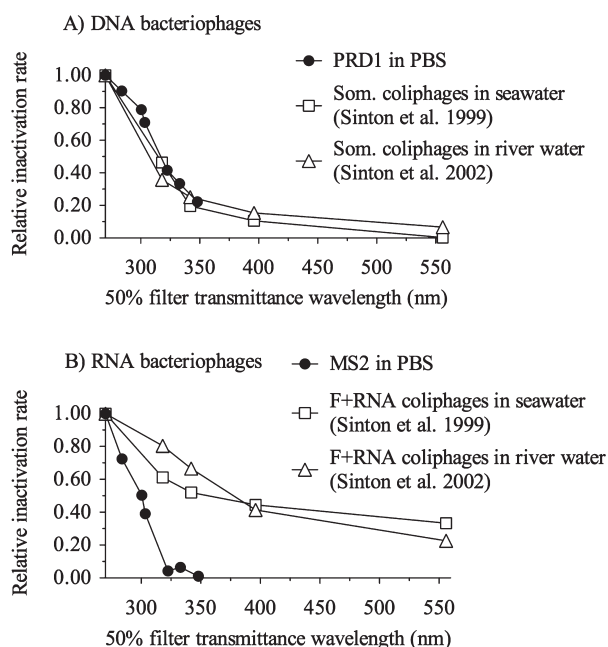 A) DNA bacteriophages
PRD1 in PBS
Som. coliphages in seawater
(Sinton et al. 1999)
Som. coliphages in river water
(Sinton et al. 2002)
Relative inactivation rate
1.00
0.80
0.60
0.40
0.20
0.00
300 350 400 450 500 550
50% filter transmittance wavelength (nm)
B) RNA bacteriophages
MS2 in PBS
F+RNA coliphages in seawater
(Sinton et al. 1999)
F+RNA coliphages in river water
(Sinton et al. 2002)
Relative inactivation rate
1.00
0.80
0.60
0.40
0.20
0.00
300 350 400 450 500 550
50% filter transmittance wavelength (nm)